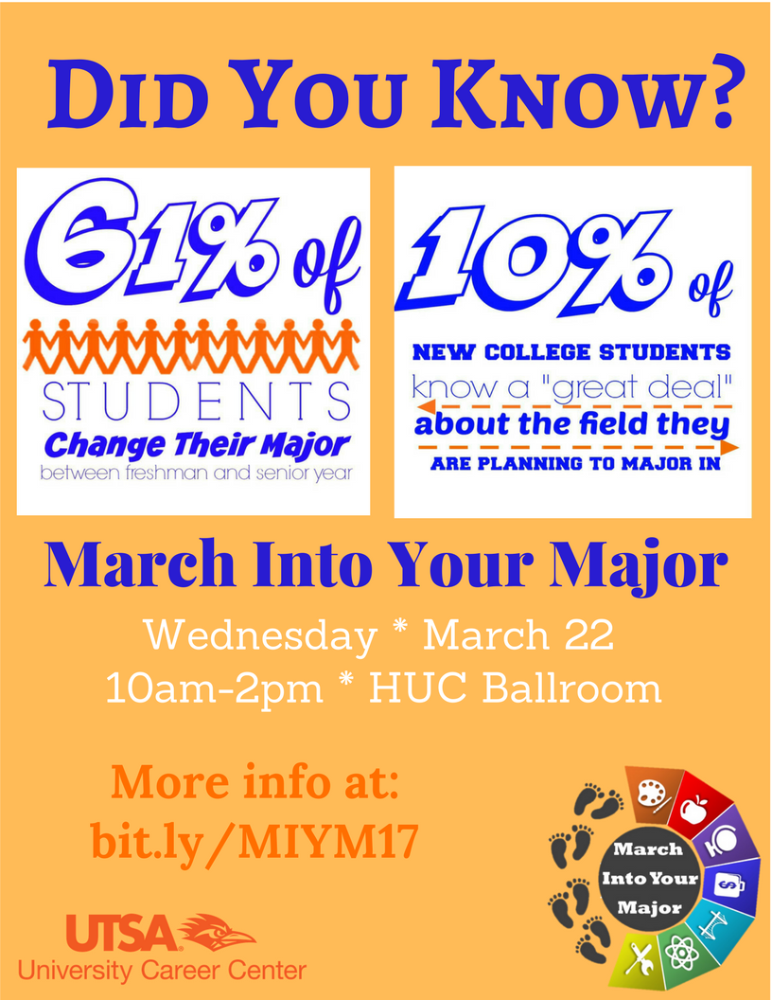 DID YOU KNOW?
61% of
STUDENTS
Change Their Major
between freshman and senior year
10% of
NEW COLLEGE STUDENTS
know a "great deal"
about the field they
ARE PLANNING TO MAJOR IN
March Into Your Major
Wednesday * March 22
10am-2pm * HUC Ballroom
More info at:
bit.ly/MIYM17
UTSA®
University Career Center
March
Into Your
Major
$